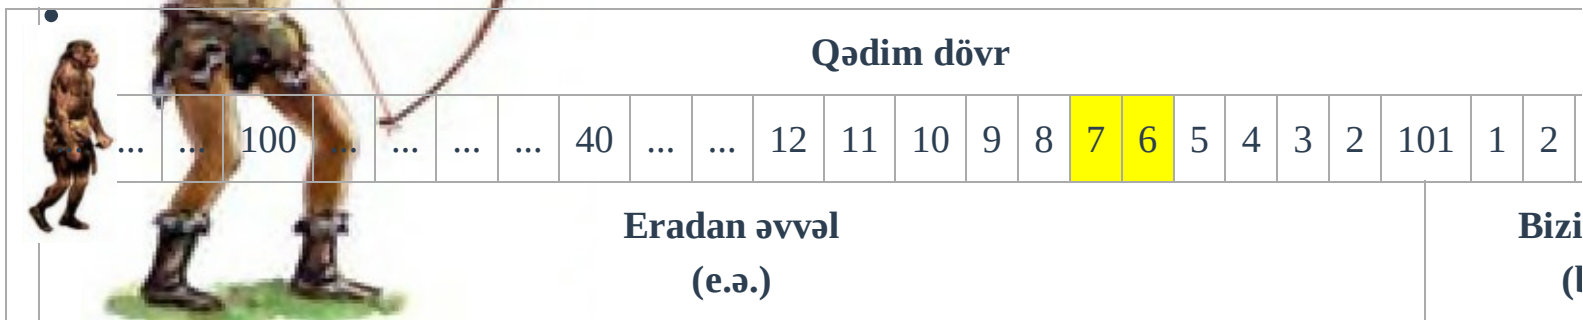 Qədim dövr
... ... ... 100 ... ... ... ... 40 ... ... 12 11 10 9 8 7 6 5 4 3 2 101 1 2
Eradan əvvəl
(e.ə.)